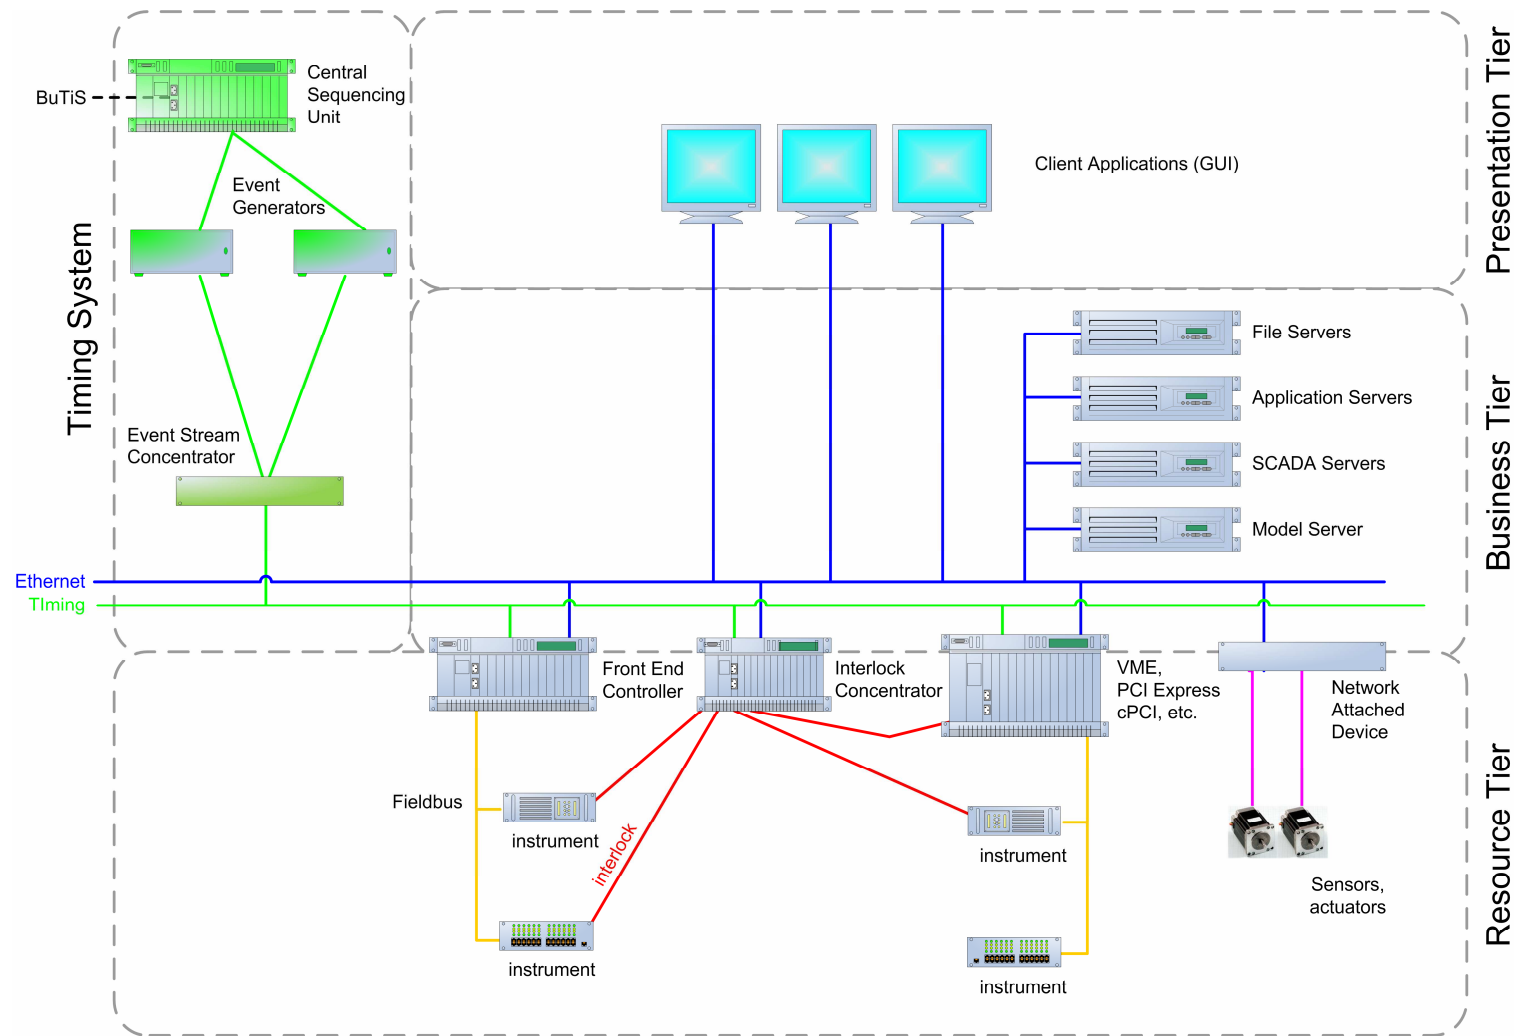 Presentation Tier
Central
Sequencing
Unit
BuTiS
Client Applications (GUI)
Event
Generators
Timing System
File Servers
Application Servers
Business Tier
Event Stream
Concentrator
SCADA Servers
Model Server
Ethernet
TIming
Front End
Controller
Interlock
Concentrator
VME,
PCI Express
cPCI, etc.
Network
Attached
Device
Resource Tier
Fieldbus
instrument
interlock
instrument
Sensors,
actuators
instrument
instrument